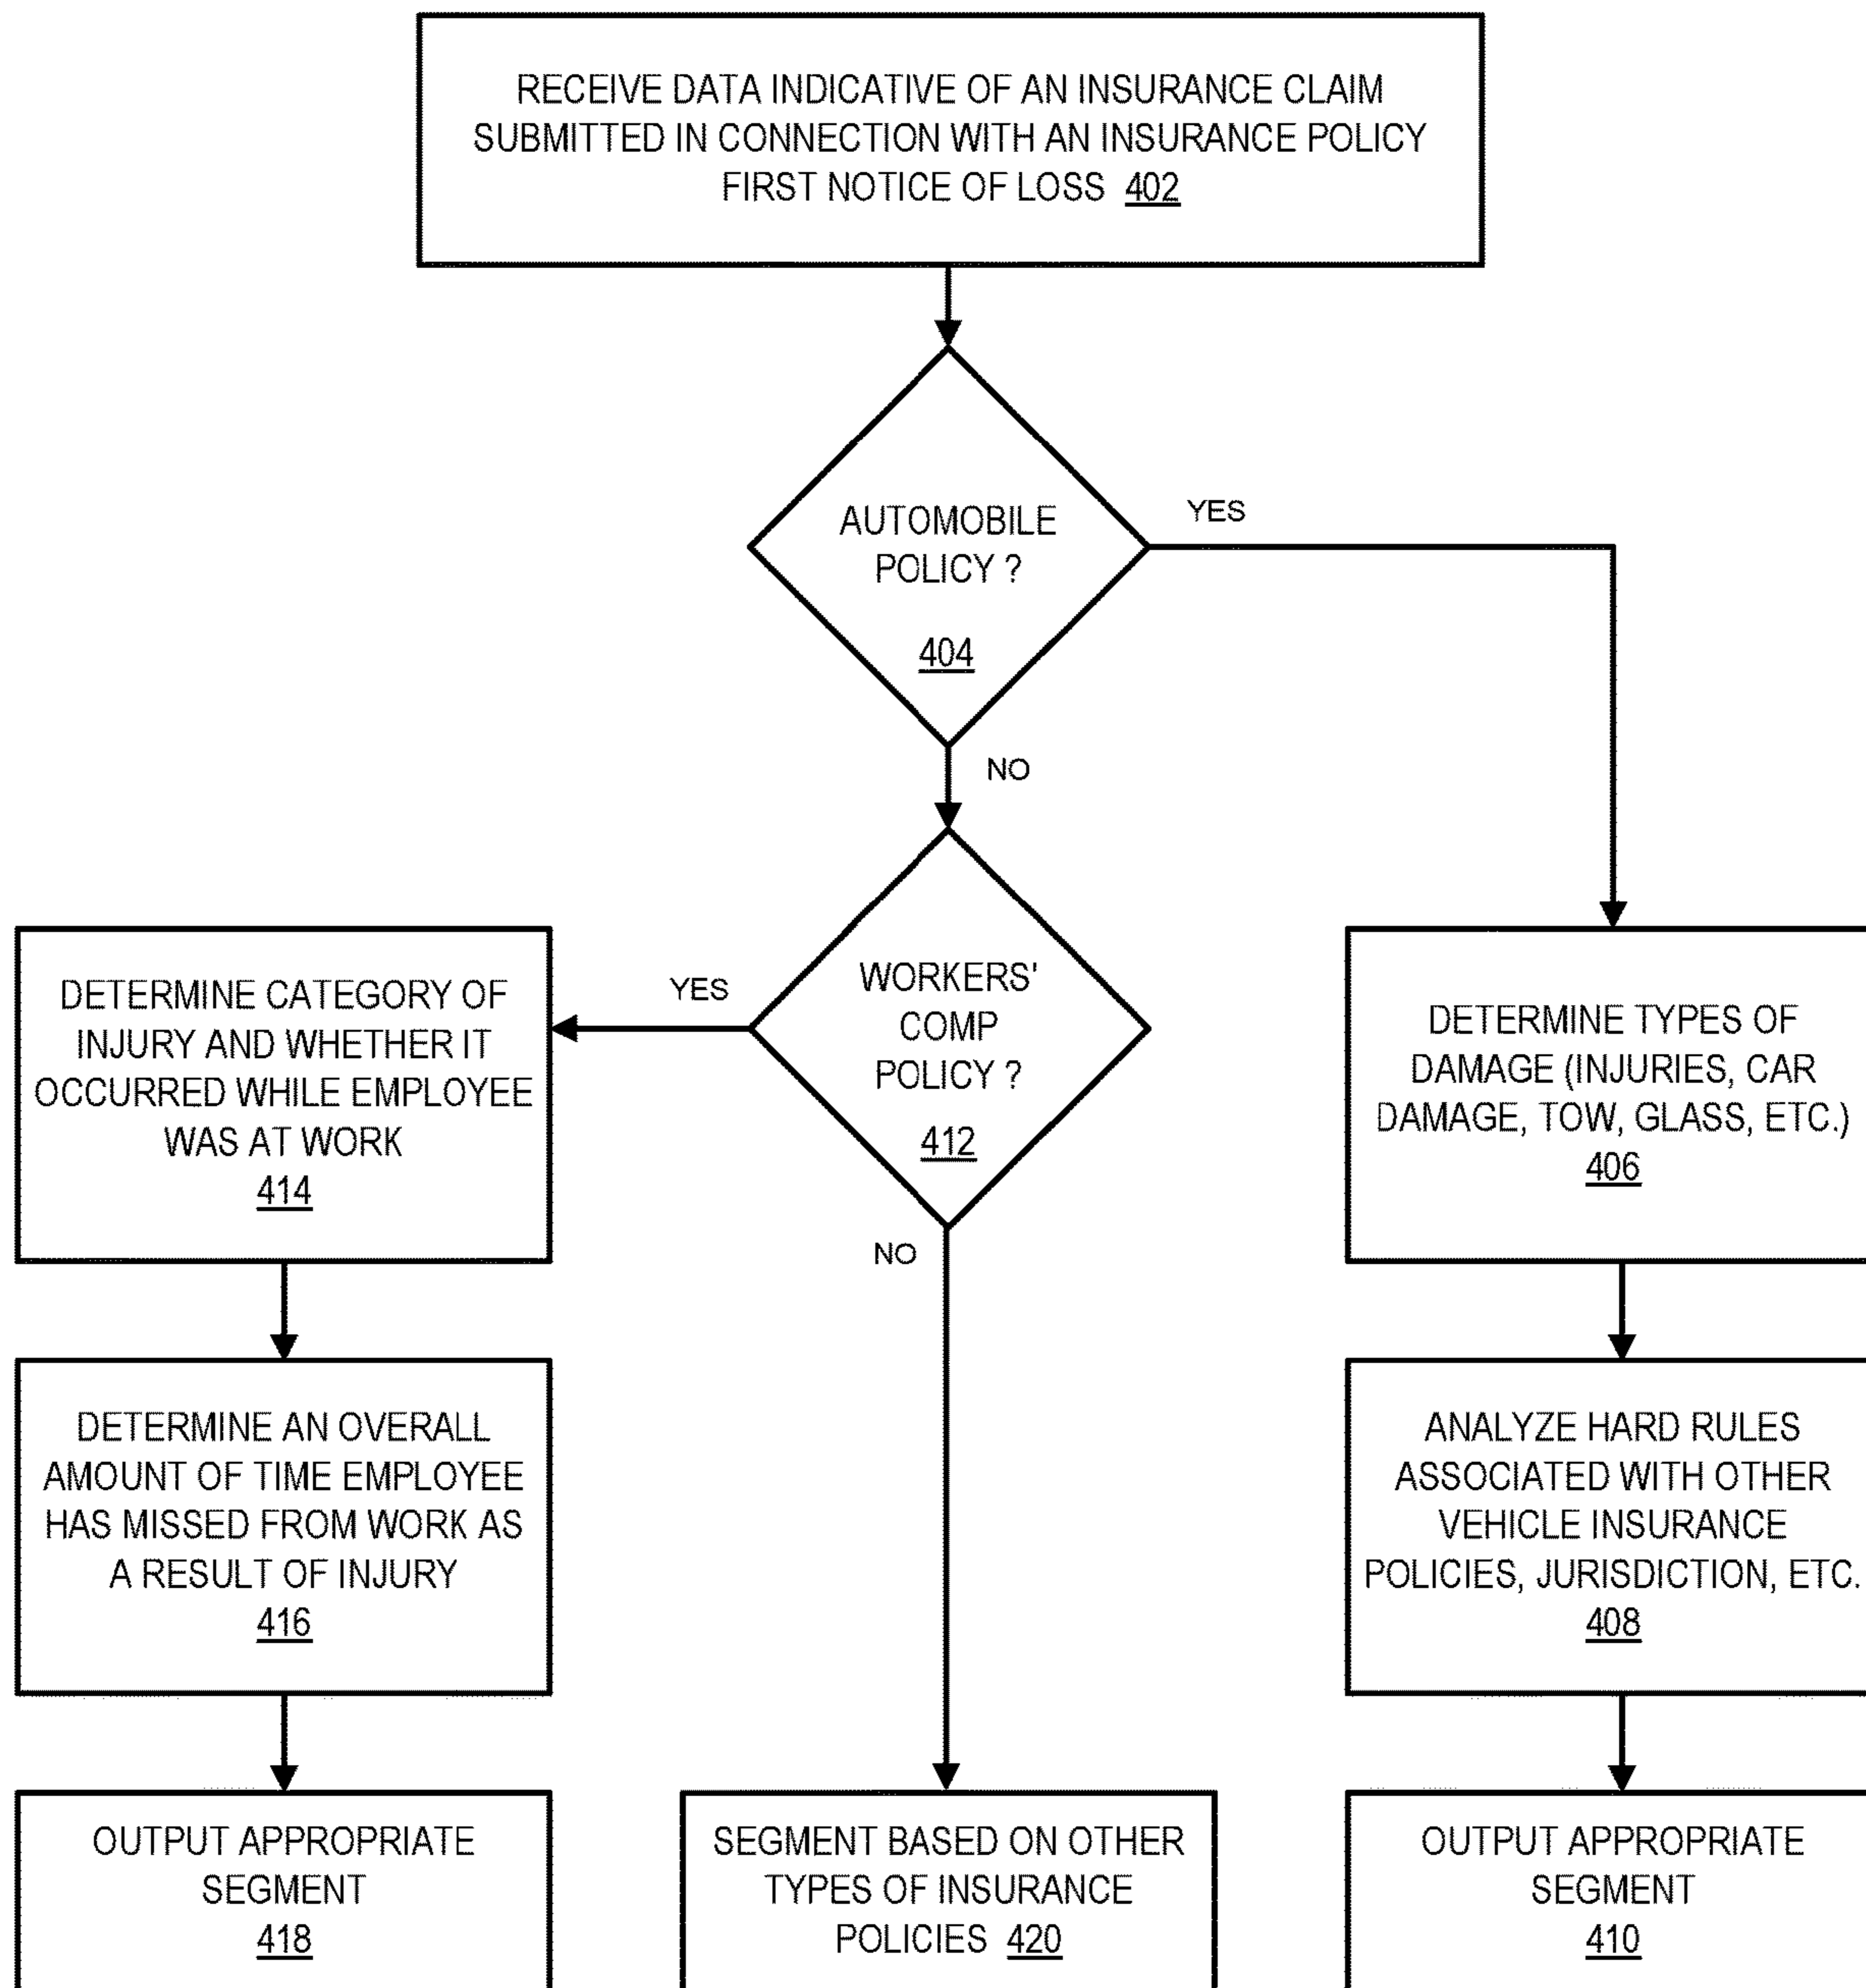 RECEIVE DATA INDICATIVE OF AN INSURANCE CLAIM
SUBMITTED IN CONNECTION WITH AN INSURANCE POLICY
FIRST NOTICE OF LOSS 402
AUTOMOBILE
POLICY ?
404
YES
NO
WORKERS'
COMP
POLICY ?
412
YES
NO
DETERMINE CATEGORY OF
INJURY AND WHETHER IT
OCCURRED WHILE EMPLOYEE
WAS AT WORK
414
DETERMINE TYPES OF
DAMAGE (INJURIES, CAR
DAMAGE, TOW, GLASS, ETC.)
406
DETERMINE AN OVERALL
AMOUNT OF TIME EMPLOYEE
HAS MISSED FROM WORK AS
A RESULT OF INJURY
416
ANALYZE HARD RULES
ASSOCIATED WITH OTHER
VEHICLE INSURANCE
POLICIES, JURISDICTION, ETC.
408
OUTPUT APPROPRIATE
SEGMENT
418
SEGMENT BASED ON OTHER
TYPES OF INSURANCE
POLICIES 420
OUTPUT APPROPRIATE
SEGMENT
410